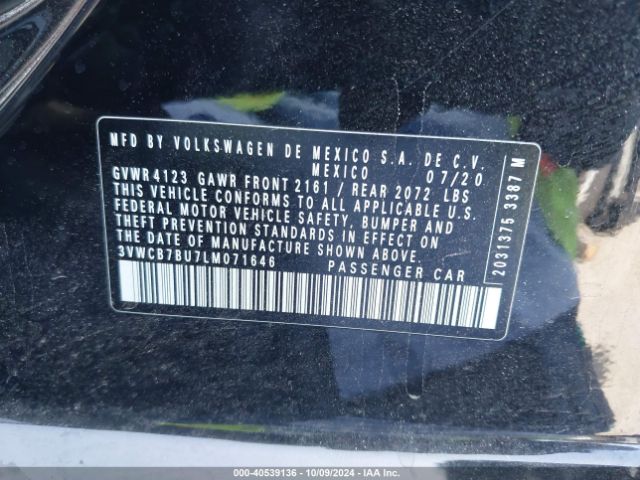 MFD BY VOLKSWAGEN DE MEXICO S.A. DE C.V.
MEXICO 07/20
GVWR 4123 GAWR FRONT 2161 / REAR 2072 LBS
THIS VEHICLE CONFORMS TO ALL APPLICABLE U.S.
FEDERAL MOTOR VEHICLE SAFETY, BUMPER AND
THEFT PREVENTION STANDARDS IN EFFECT ON
THE DATE OF MANUFACTURE SHOWN ABOVE.
3VWCB7BU7LM071646 PASSENGER CAR
2031375 3387 M
000-40539136 - 10/09/2024 - IAA Inc.